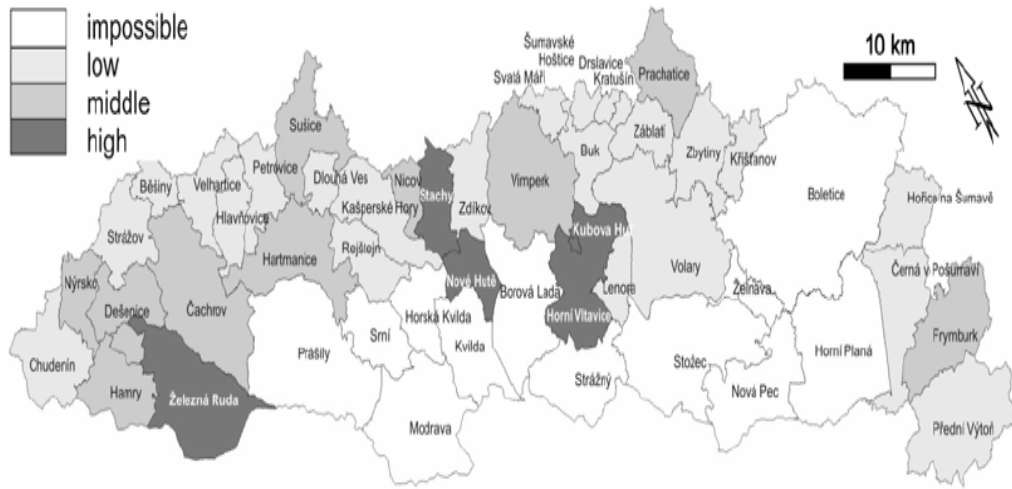 impossible
low
middle
high
10 km
N
Šumavské
Hoštice
Drslavice
Kratušín
Svatá Máří
Prachatice
Sušice
Záblatí
Buk
Zbytiny
Křišťanov
Petrovice
Dlouhá Ves
Nicov
Stachy
Vimperk
Běšiny
Velhartice
Kašperské Hory
Zdíkov
Boletice
Hořice na Šumavě
Hlavňovice
Strážov
Rejštejn
Kubova Huť
Hartmance
Volary
Nýrsko
Dešenice
Čachrov
Nové Hutě
Borová Lada
Lenora
Želnava
Černá v Pošumaví
Horská Kvilda
Horní Vltavice
Srní
Frymburk
Prášily
Kvilda
Chudenín
Stožec
Horní Planá
Strážný
Hamry
Železná Ruda
Nová Pec
Modrava
Přední Výtoň